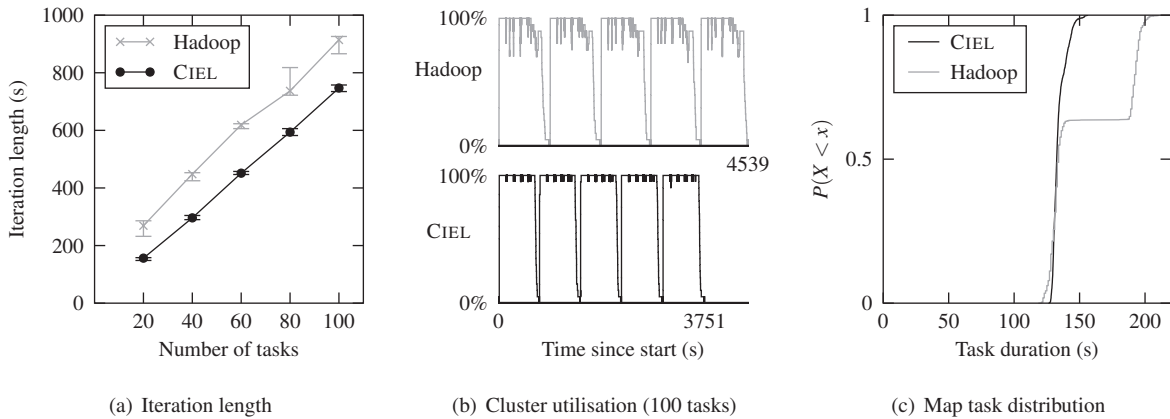 1000
800
600
400
200
0
Iteration length (s)
Hadoop
CIEL
20 40 60 80 100
Number of tasks
(a) Iteration length
100%
Hadoop
0%
4539
100%
CIEL
0%
0 3751
Time since start (s)
(b) Cluster utilisation (100 tasks)
1
0.5
0
P(X < x)
CIEL
Hadoop
0 50 100 150 200
Task duration (s)
(c) Map task distribution